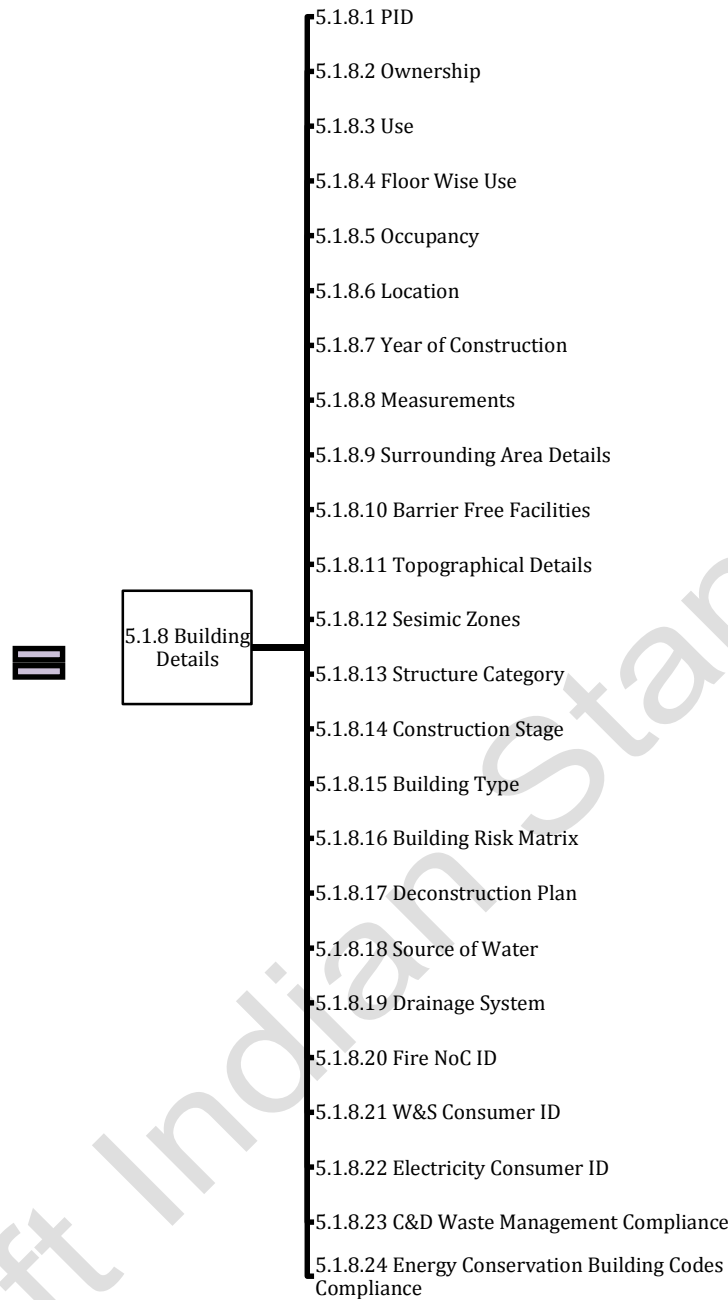 5.1.8.1 PID
5.1.8.2 Ownership
5.1.8.3 Use
5.1.8.4 Floor Wise Use
5.1.8.5 Occupancy
5.1.8.6 Location
5.1.8.7 Year of Construction
5.1.8.8 Measurements
5.1.8.9 Surrounding Area Details
5.1.8.10 Barrier Free Facilities
5.1.8.11 Topographical Details
5.1.8 Building
Details
5.1.8.12 Sesimic Zones
5.1.8.13 Structure Category
5.1.8.14 Construction Stage
5.1.8.15 Building Type
5.1.8.16 Building Risk Matrix
5.1.8.17 Deconstruction Plan
5.1.8.18 Source of Water
5.1.8.19 Drainage System
5.1.8.20 Fire NoC ID
5.1.8.21 W&S Consumer ID
5.1.8.22 Electricity Consumer ID
5.1.8.23 C&D Waste Management Compliance
5.1.8.24 Energy Conservation Building Codes
Compliance
ft Indian Stan